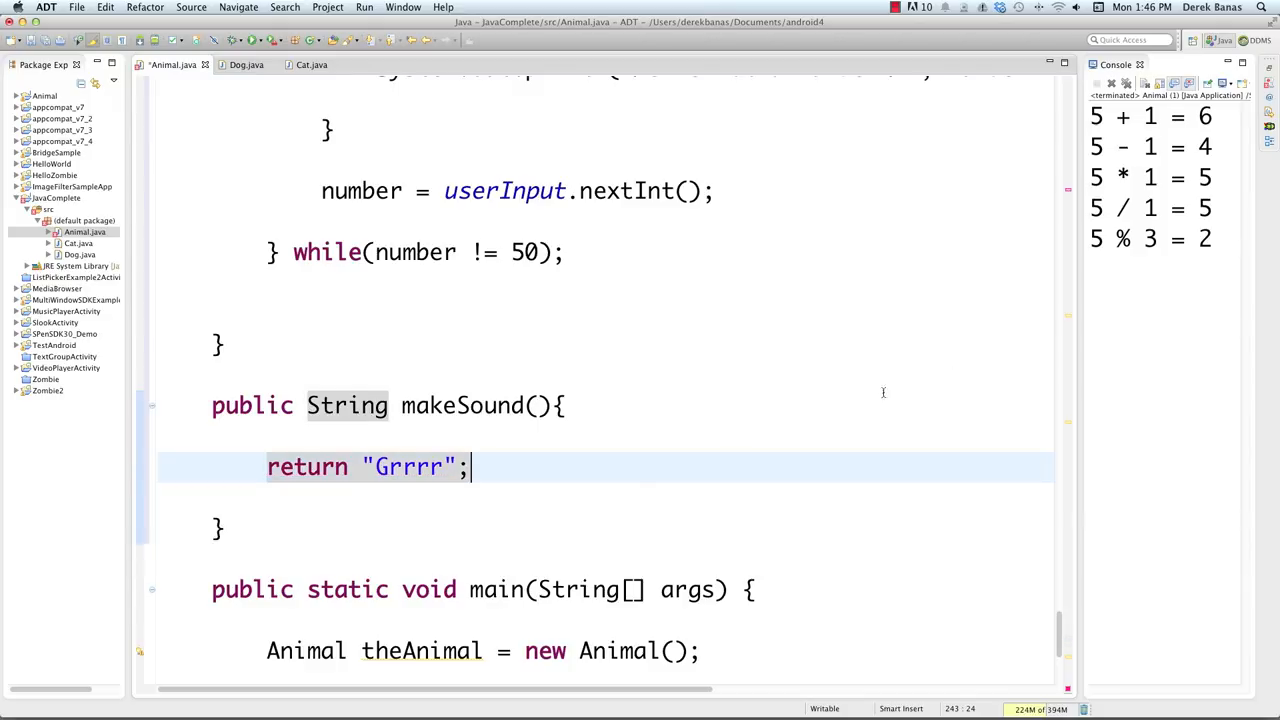 ADT File Edit Refactor Source Navigate Search Project Run Window Help
10 Mon 1:46 PM Derek Banas
Java – JavaComplete/src/Animal.java – ADT – /Users/derekbanas/Documents/android4
Quick Access Java DDMS
Package Exp
*Animal.java Dog.java Cat.java
Console
Animal
appcompat_v7
appcompat_v7_2
appcompat_v7_3
appcompat_v7_4
BridgeSample
HelloWorld
HelloZombie
ImageFilterSampleApp
JavaComplete
src
(default package)
Animal.java
Cat.java
Dog.java
JRE System Library [Ja
ListPickerExample2Activi
MediaBrowser
MultiWindowSDKExample
MusicPlayerActivity
SlookActivity
SPenSDK30_Demo
TestAndroid
TextGroupActivity
VideoPlayerActivity
Zombie
Zombie2
}
number = userInput.nextInt();
} while(number != 50);
}
public String makeSound(){
return "Grrrr";
}
public static void main(String[] args) {
Animal theAnimal = new Animal();
<terminated> Animal (1) [Java Application] /S
5 + 1 = 6
5 - 1 = 4
5 * 1 = 5
5 / 1 = 5
5 % 3 = 2
Writable Smart Insert 243 : 24 224M of 394M